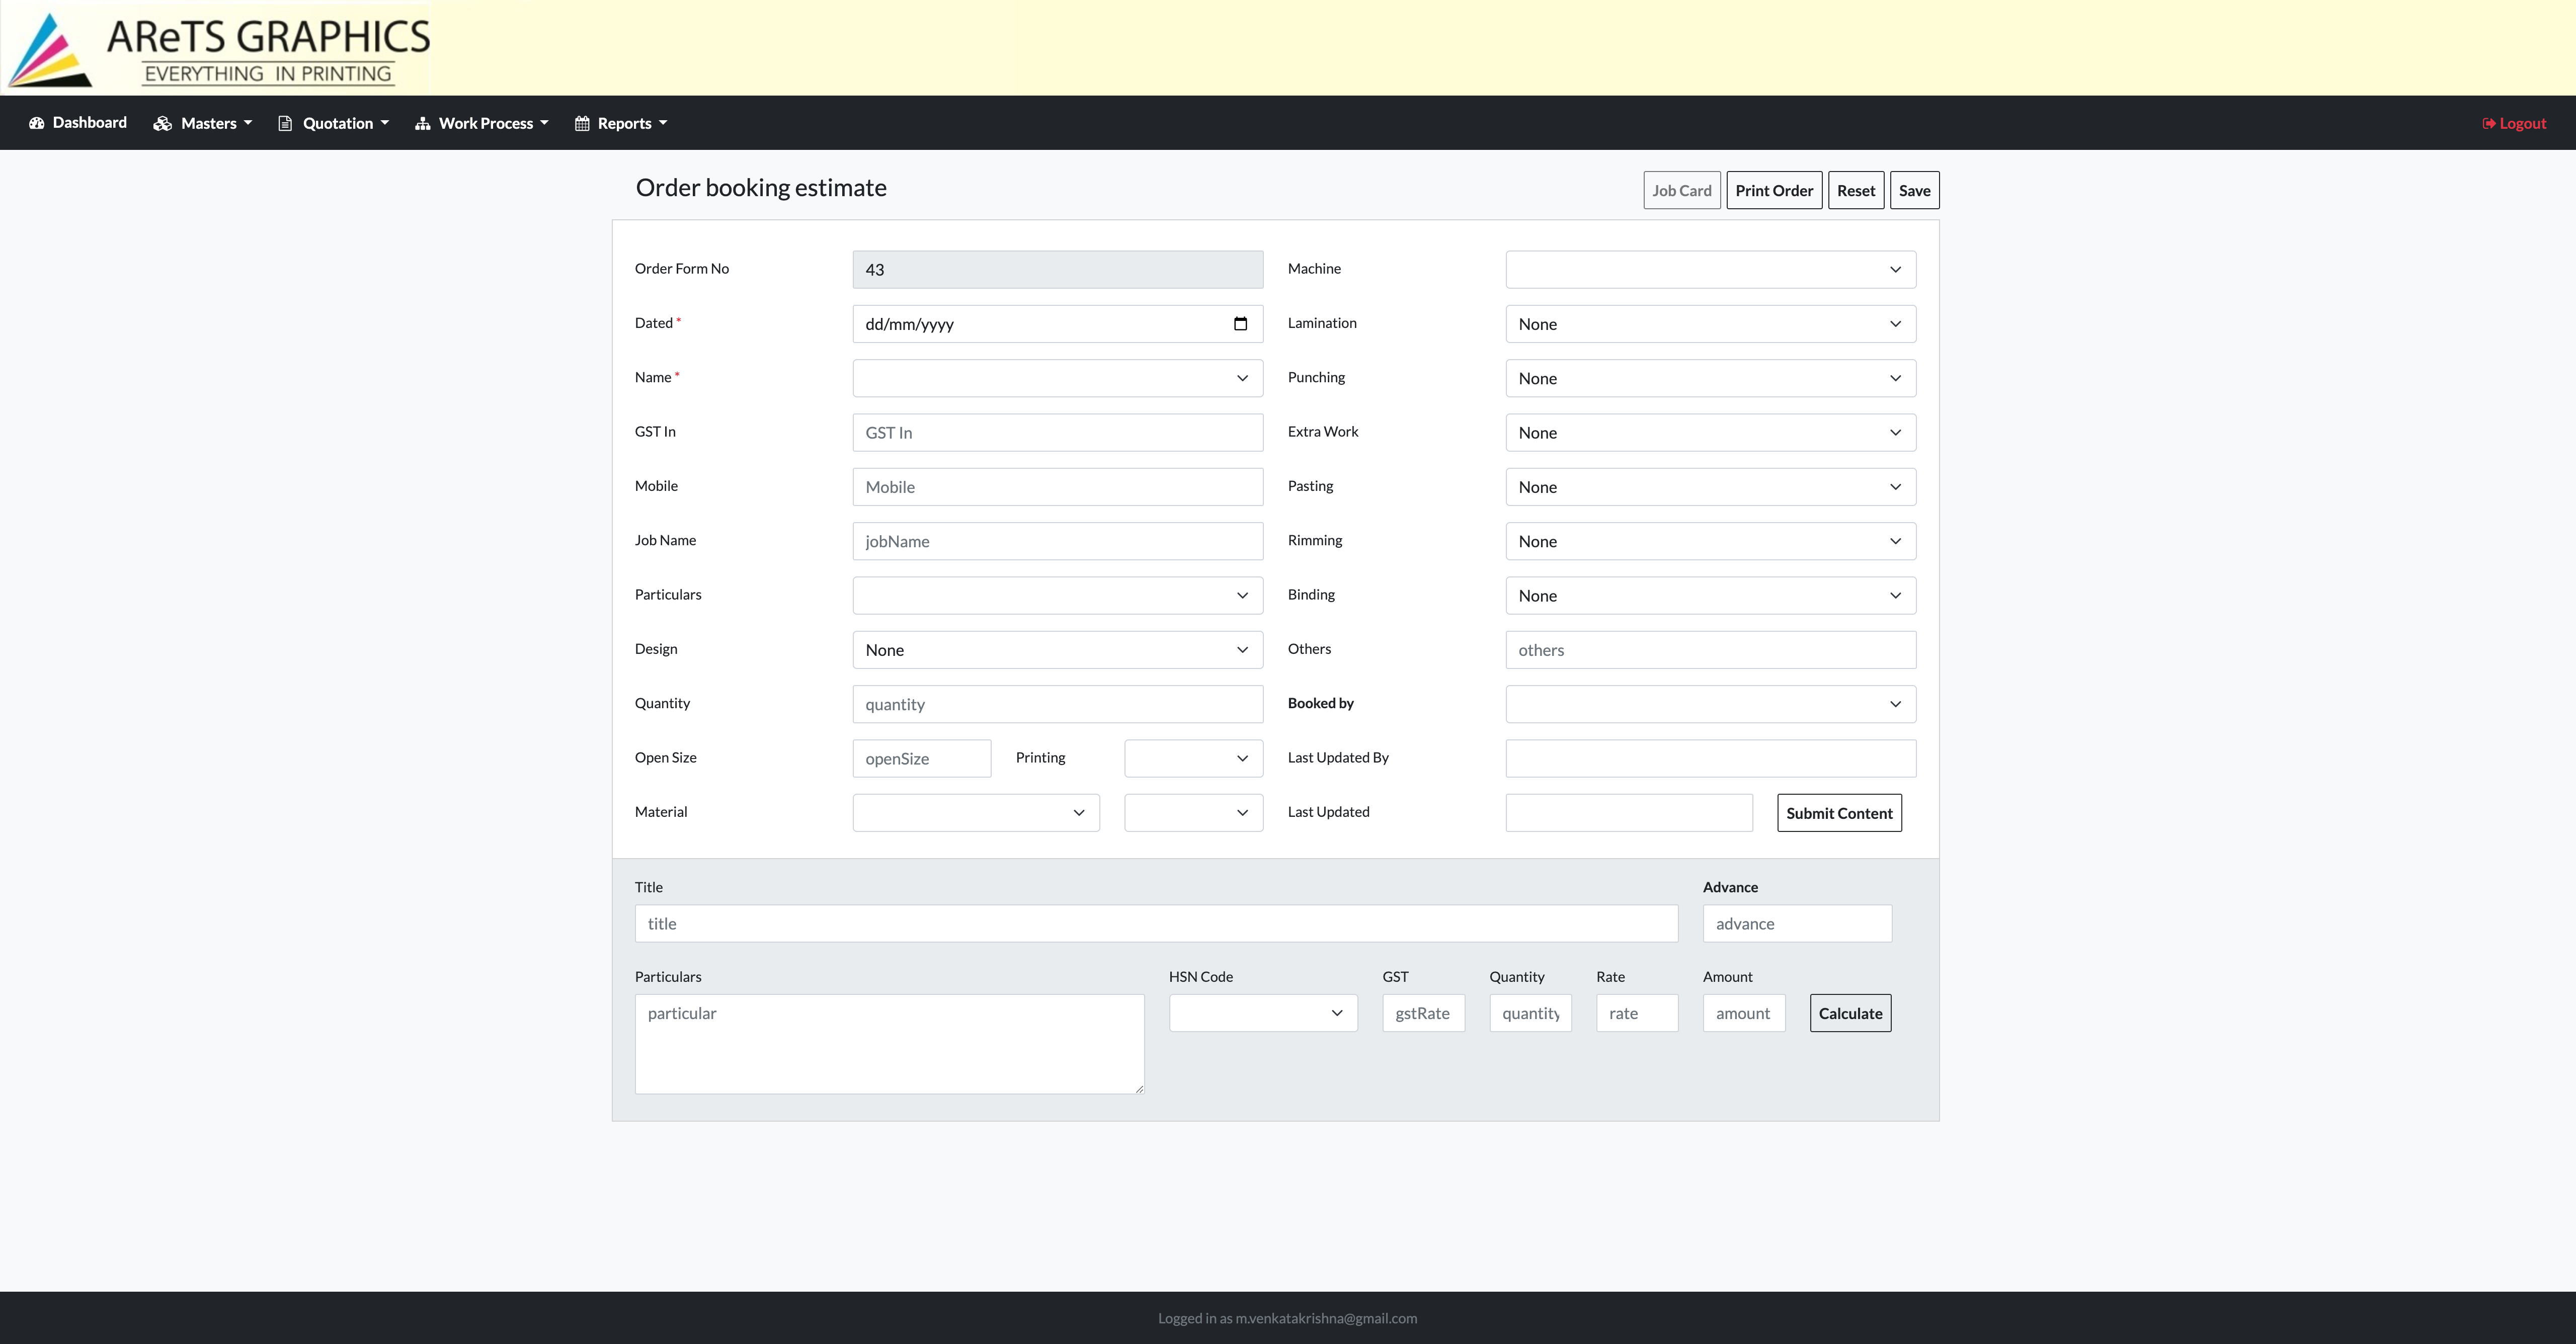 AReTS GRAPHICS
EVERYTHING IN PRINTING
Dashboard Masters Quotation Work Process Reports Logout
Order booking estimate Job Card Print Order Reset Save
Order Form No 43 Machine
Dated * dd/mm/yyyy Lamination None
Name * Punching None
GST In GST In Extra Work None
Mobile Mobile Pasting None
Job Name jobName Rimming None
Particulars Binding None
Design None Others others
Quantity quantity Booked by
Open Size openSize Printing Last Updated By
Material Last Updated Submit Content
Title Advance
title advance
Particulars HSN Code GST Quantity Rate Amount
particular gstRate quantity rate amount Calculate
Logged in as m.venkatakrishna@gmail.com